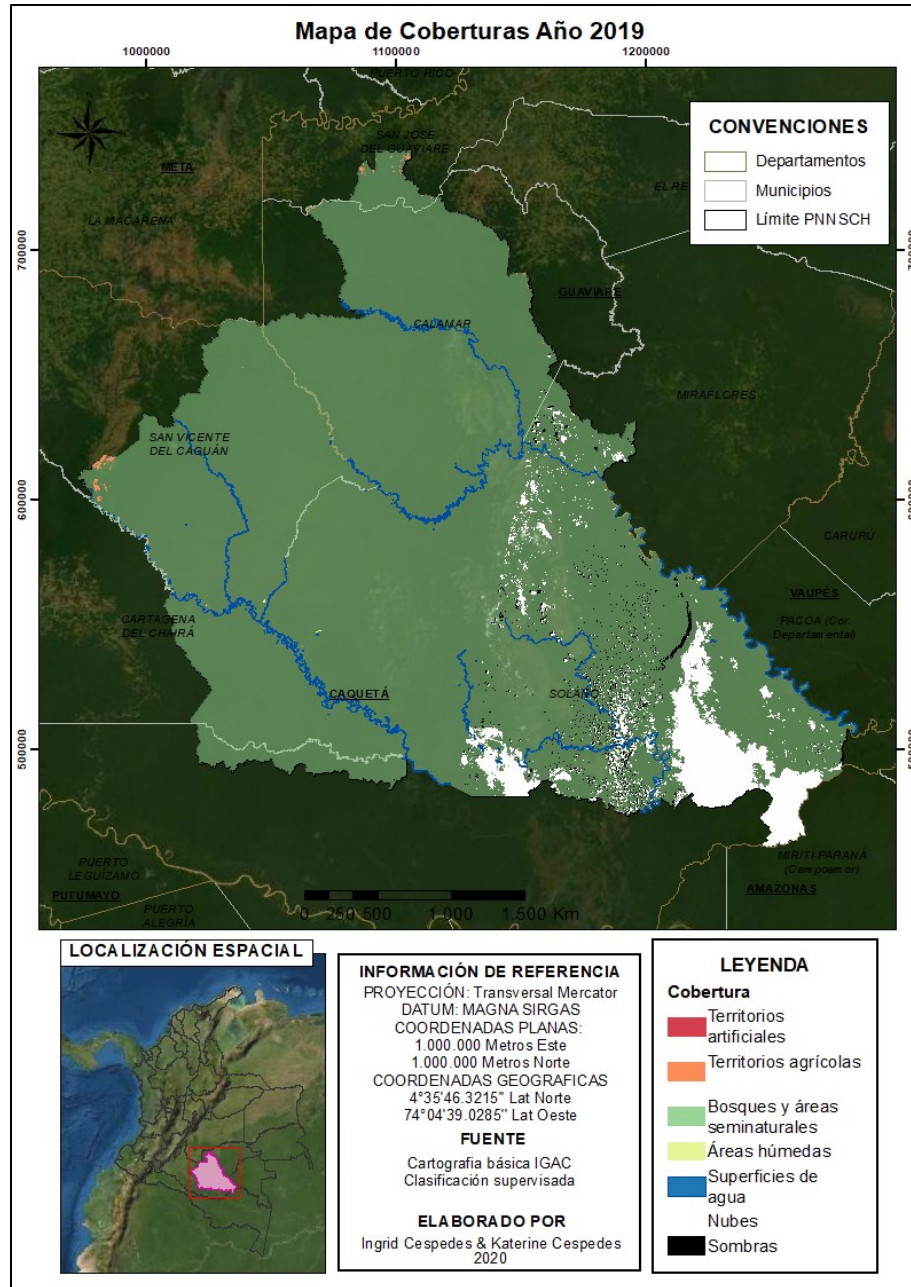 Mapa de Coberturas Año 2019
1000000
1100000
1200000
PUERTO RICO
SAN JOSE
DEL GUAVIARE
META
LA MACARENA
CONVENCIONES
Departamentos
Municipios
Límite PNN SCH
700000
GUAVIARE
CALAMAR
MIRAFLORES
SAN VICENTE
DEL CAGUÁN
600000
CARURÚ
VAUPÉS
CARTAGENA
DEL CHAIRÁ
PACOA (Cor.
Departamental)
CAQUETÁ
SOLANO
500000
MIRITÍ-PARANÁ
(Campoamor)
AMAZONAS
PUERTO
LEGUÍZAMO
PUTUMAYO
PUERTO
ALEGRÍA
0 250 500 1.000 1.500 Km
LOCALIZACIÓN ESPACIAL
INFORMACIÓN DE REFERENCIA
PROYECCIÓN: Transversal Mercator
DATUM: MAGNA SIRGAS
COORDENADAS PLANAS:
1.000.000 Metros Este
1.000.000 Metros Norte
COORDENADAS GEOGRAFICAS
4°35'46.3215" Lat Norte
74°04'39.0285'' Lat Oeste
FUENTE
Cartografia básica IGAC
Clasificación supervisada
ELABORADO POR
Ingrid Cespedes & Katerine Cespedes
2020
LEYENDA
Cobertura
Territorios
artificiales
Territorios agrícolas
Bosques y áreas
seminaturales
Áreas húmedas
Superficies de
agua
Nubes
Sombras